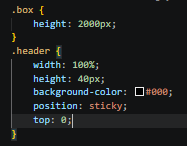 .box {
height: 2000px;
}
.header {
width: 100%;
height: 40px;
background-color: #000;
position: sticky;
top: 0;
}